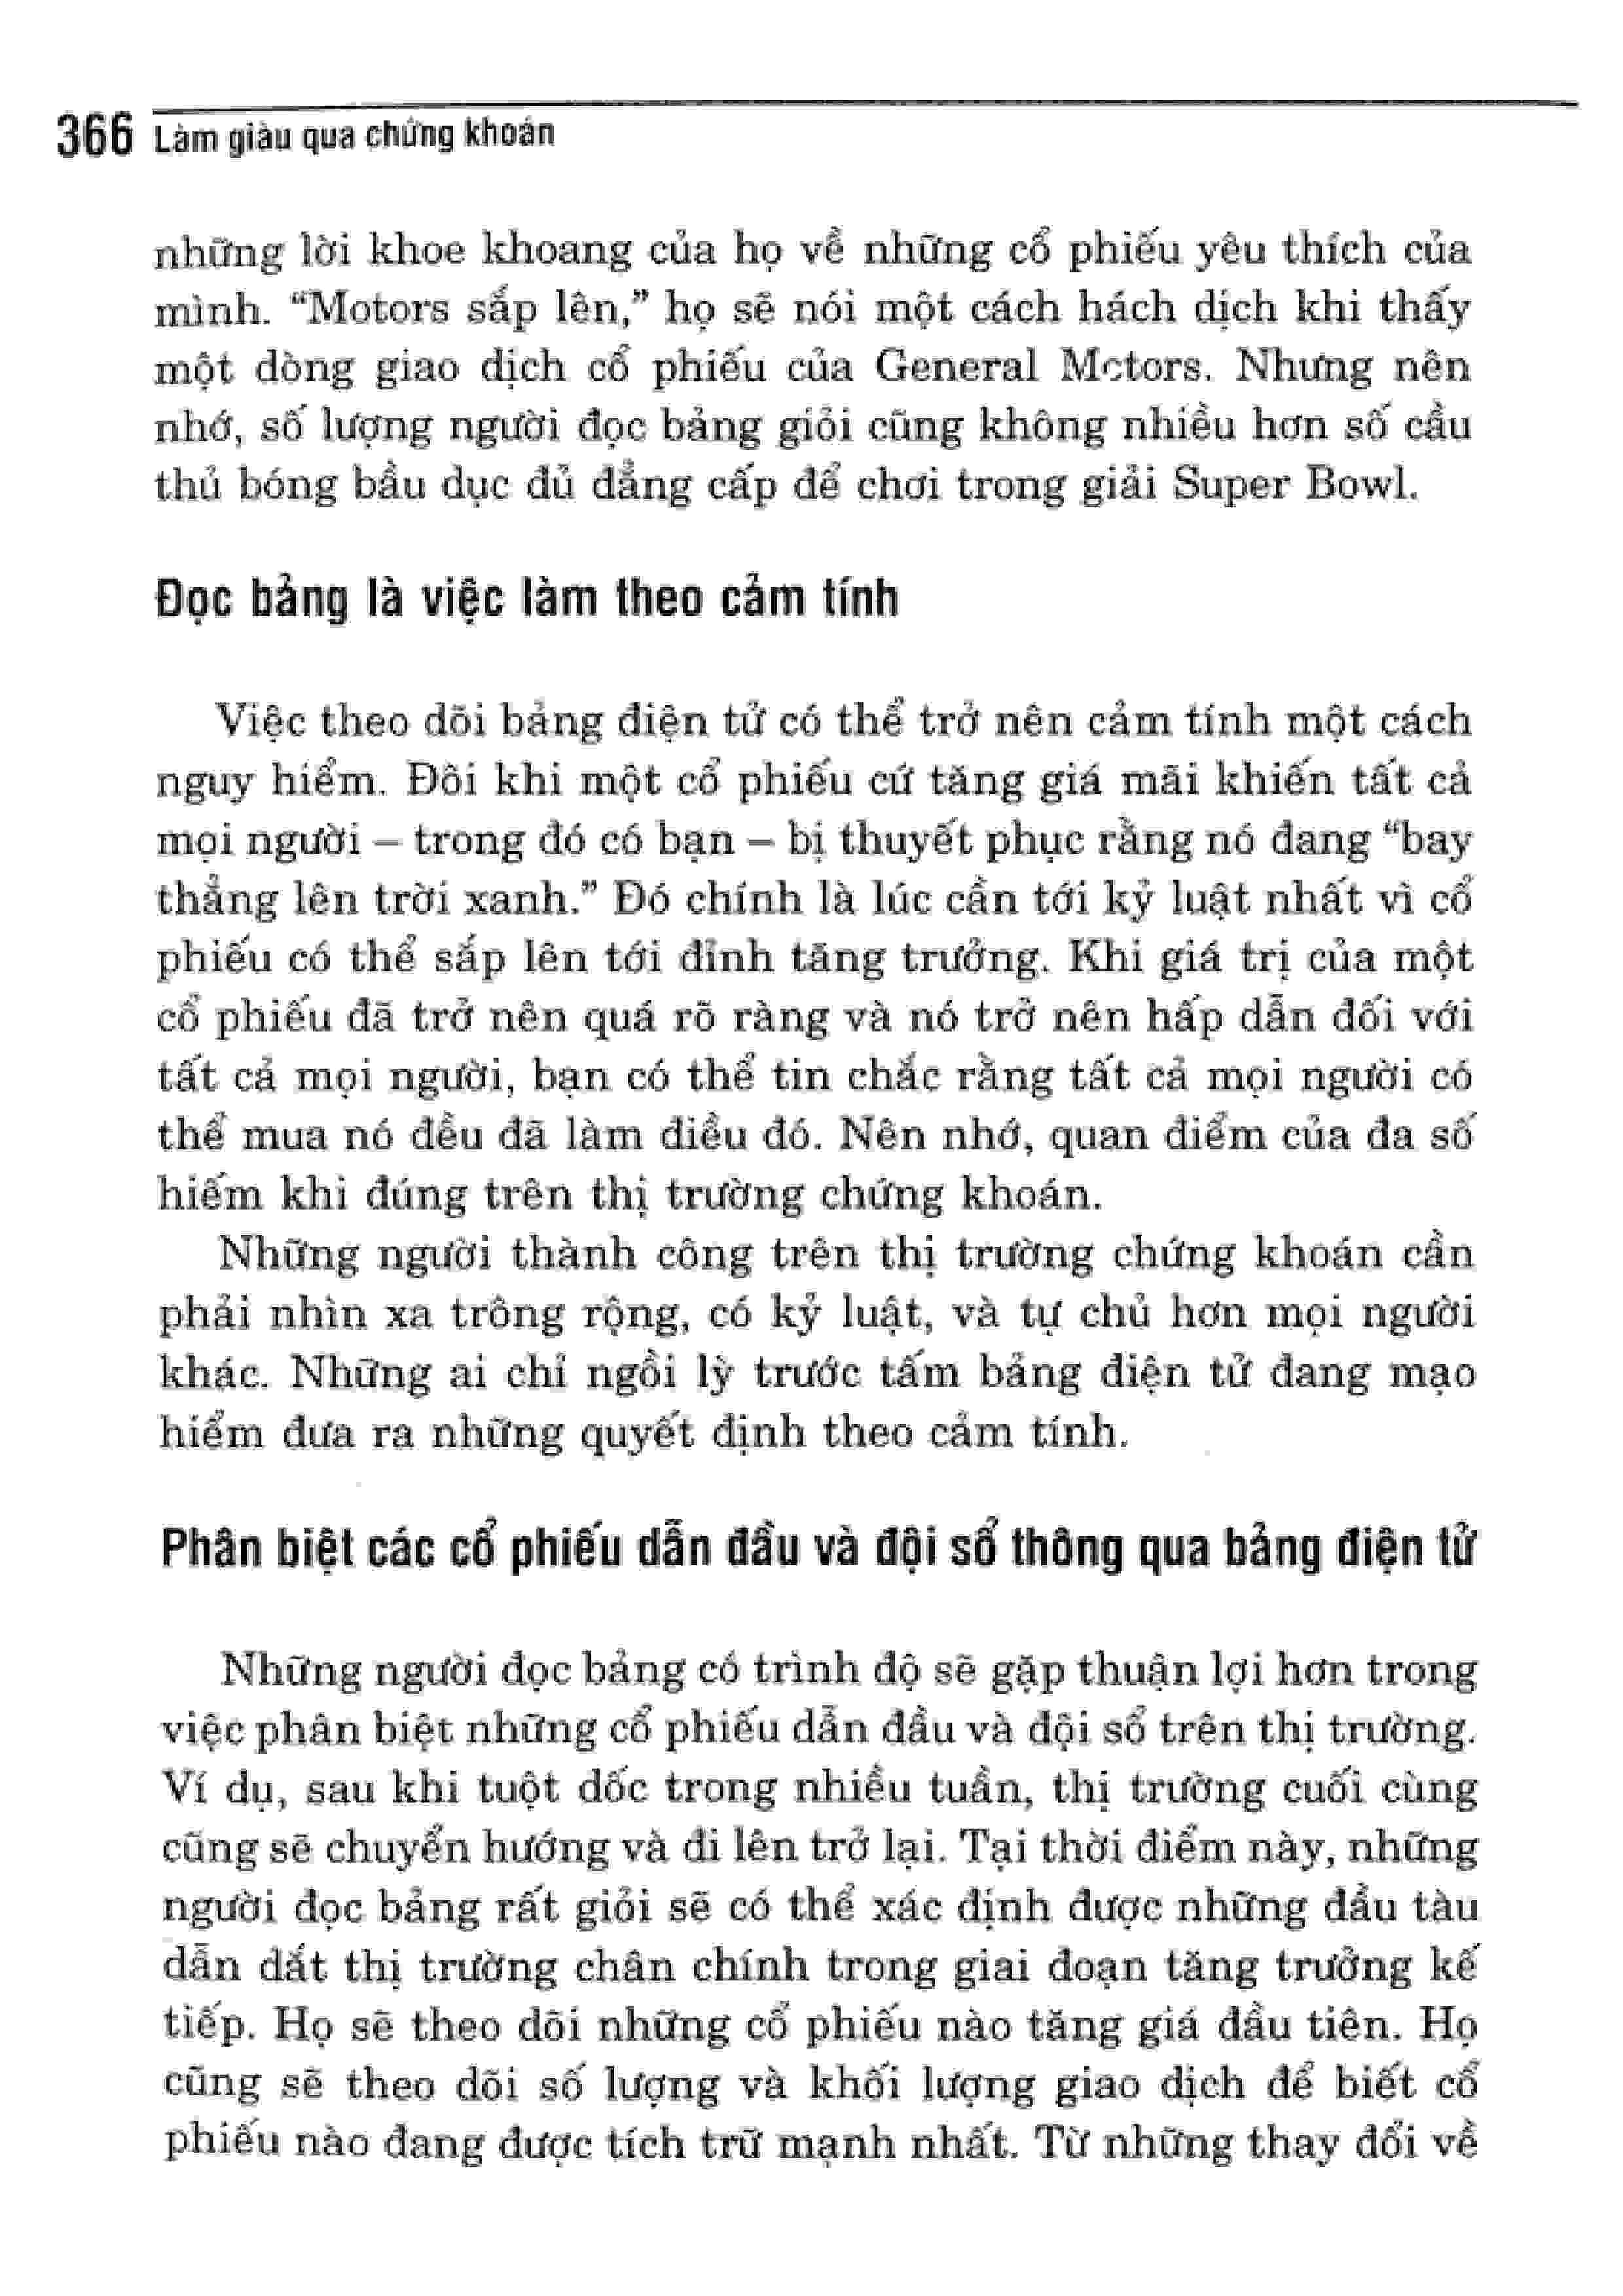 366 Làm giàu qua chứng khoán
những lời khoe khoang của họ về những cổ phiếu yêu thích của
mình. “Motors sắp lên,” họ sẽ nói một cách hách dịch khi thấy
một dòng giao dịch cổ phiếu của General Motors. Nhưng nên
nhớ, số lượng người đọc bảng giỏi cũng không nhiều hơn số cầu
thủ bóng bầu dục đủ đẳng cấp để chơi trong giải Super Bowl.
Đọc bảng là việc làm theo cảm tính
Việc theo dõi bảng điện tử có thể trở nên cảm tính một cách
nguy hiểm. Đôi khi một cổ phiếu cứ tăng giá mãi khiến tất cả
mọi người – trong đó có bạn – bị thuyết phục rằng nó đang “bay
thẳng lên trời xanh.” Đó chính là lúc cần tới kỷ luật nhất vì cổ
phiếu có thể sắp lên tới đỉnh tăng trưởng. Khi giá trị của một
cổ phiếu đã trở nên quá rõ ràng và nó trở nên hấp dẫn đối với
tất cả mọi người, bạn có thể tin chắc rằng tất cả mọi người có
thể mua nó đều đã làm điều đó. Nên nhớ, quan điểm của đa số
hiếm khi đúng trên thị trường chứng khoán.
Những người thành công trên thị trường chứng khoán cần
phải nhìn xa trông rộng, có kỷ luật, và tự chủ hơn mọi người
khác. Những ai chỉ ngồi lỳ trước tấm bảng điện tử đang mạo
hiểm đưa ra những quyết định theo cảm tính.
Phân biệt các cổ phiếu dẫn đầu và đội sổ thông qua bảng điện tử
Những người đọc bảng có trình độ sẽ gặp thuận lợi hơn trong
việc phân biệt những cổ phiếu dẫn đầu và đội sổ trên thị trường.
Ví dụ, sau khi tuột dốc trong nhiều tuần, thị trường cuối cùng
cũng sẽ chuyển hướng và đi lên trở lại. Tại thời điểm này, những
người đọc bảng rất giỏi sẽ có thể xác định được những đầu tàu
dẫn dắt thị trường chân chính trong giai đoạn tăng trưởng kế
tiếp. Họ sẽ theo dõi những cổ phiếu nào tăng giá đầu tiên. Họ
cũng sẽ theo dõi số lượng và khối lượng giao dịch để biết cổ
phiếu nào đang được tích trữ mạnh nhất. Từ những thay đổi về